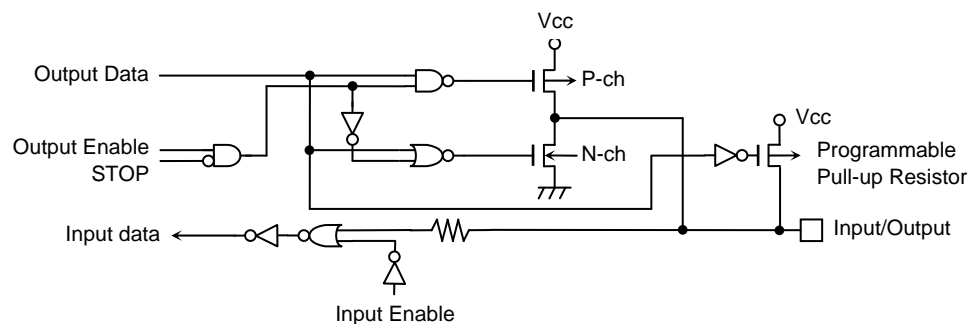 Vcc
Output Data
P-ch
Vcc
Output Enable
STOP
N-ch
Programmable
Pull-up Resistor
Input data
Input/Output
Input Enable